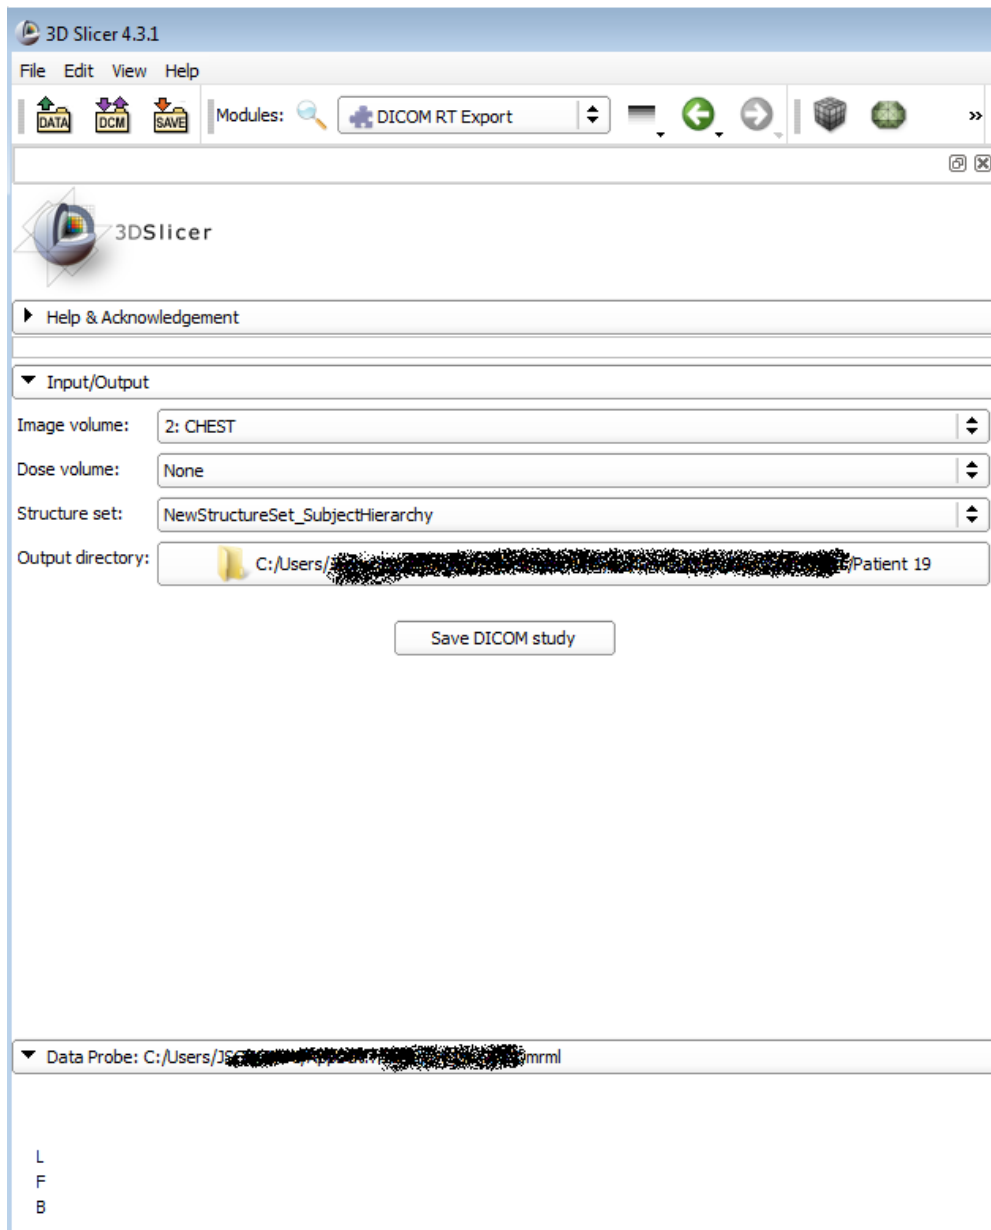 3D Slicer 4.3.1
File Edit View Help
DATA DCM SAVE Modules: DICOM RT Export »
3DSlicer
Help & Acknowledgement
Input/Output
Image volume: 2: CHEST
Dose volume: None
Structure set: NewStructureSet_SubjectHierarchy
Output directory: C:/Users/ /Patient 19
Save DICOM study
Data Probe: C:/Users/JS mrml
L
F
B